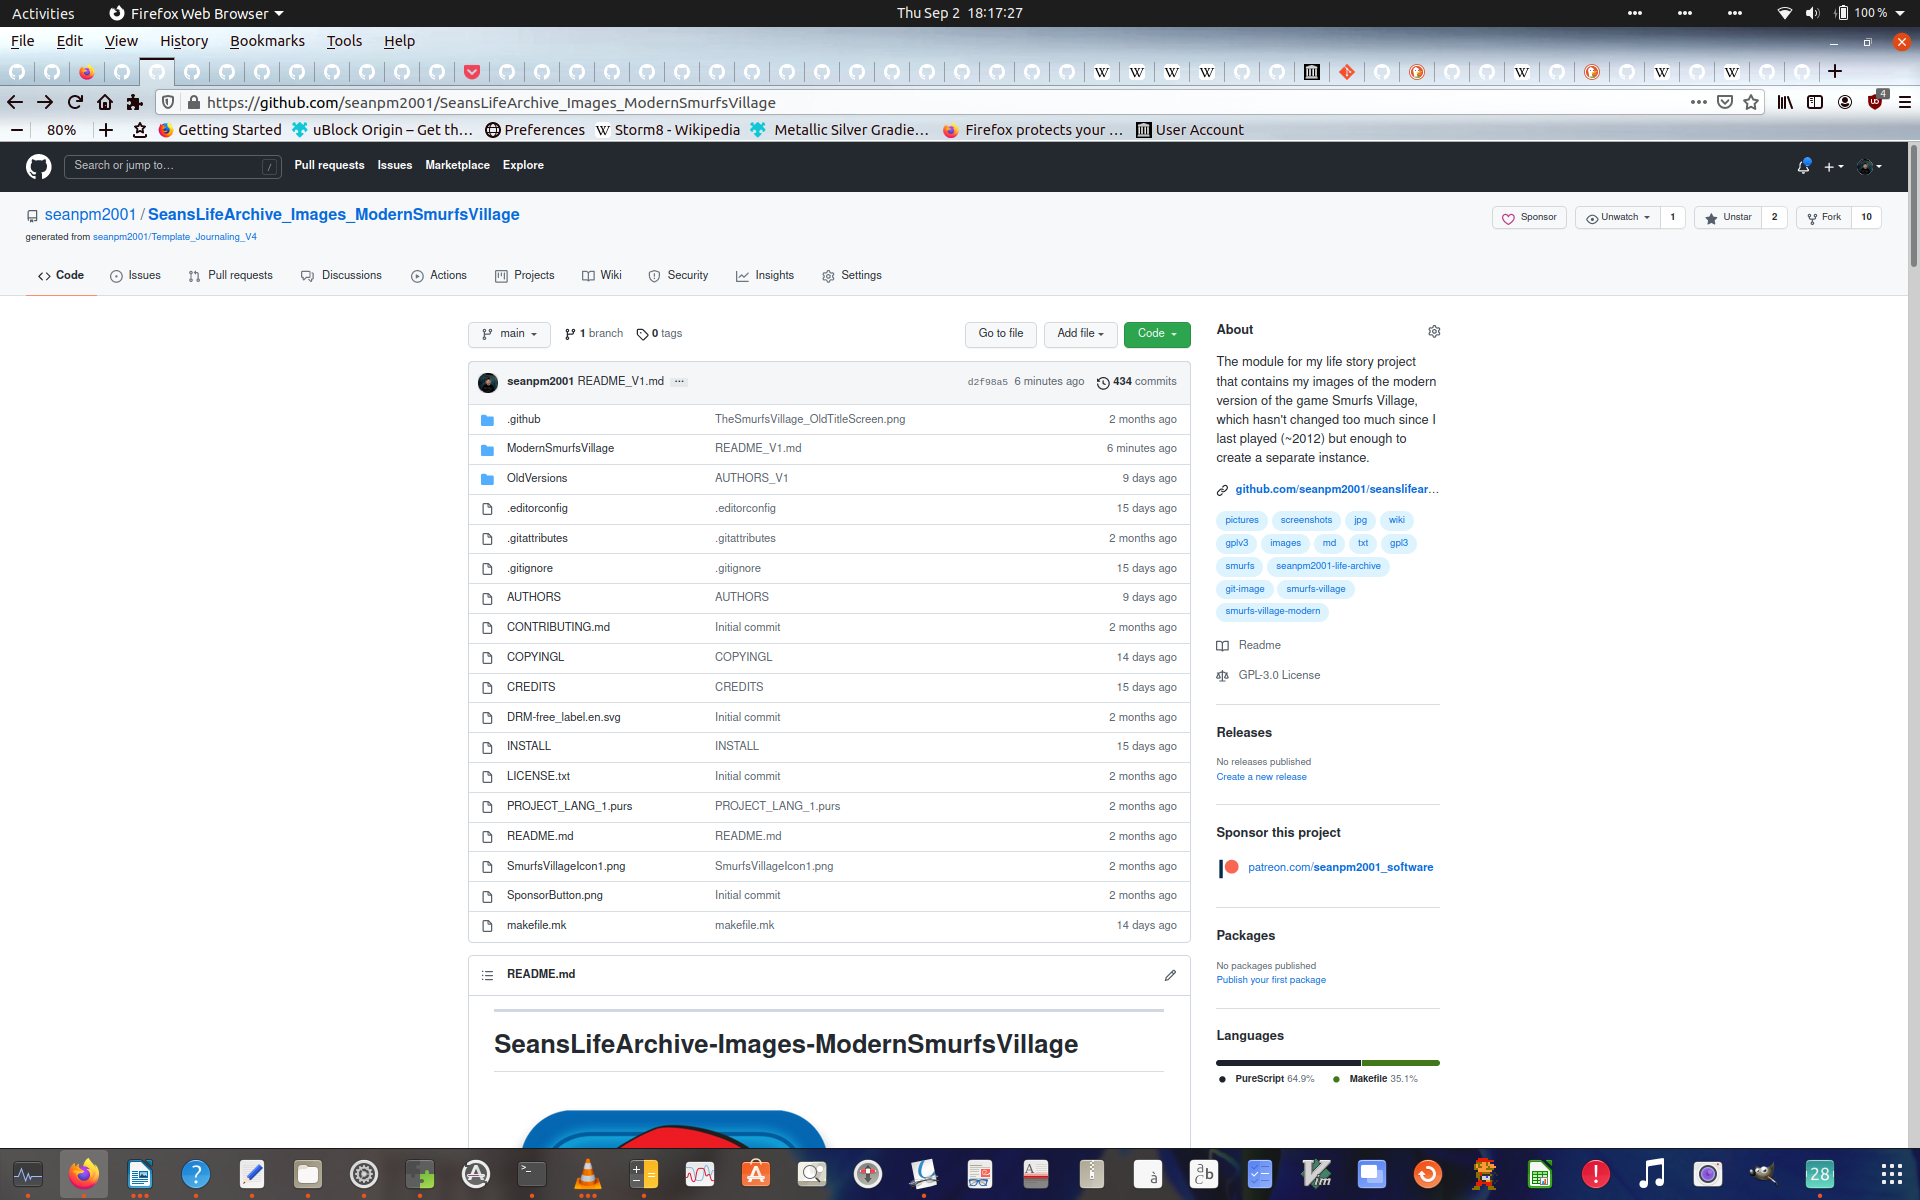 Activities Firefox Web Browser Thu Sep 2 18:17:27 100 %
File Edit View History Bookmarks Tools Help
https://github.com/seanpm2001/SeansLifeArchive_Images_ModernSmurfsVillage 4
80% Getting Started uBlock Origin – Get th… Preferences Storm8 - Wikipedia Metallic Silver Gradie… Firefox protects your … User Account
Search or jump to… / Pull requests Issues Marketplace Explore
seanpm2001 / SeansLifeArchive_Images_ModernSmurfsVillage Sponsor Unwatch 1 Unstar 2 Fork 10
generated from seanpm2001/Template_Journaling_V4
Code Issues Pull requests Discussions Actions Projects Wiki Security Insights Settings
main 1 branch 0 tags Go to file Add file Code
seanpm2001 README_V1.md ... d2f98a5 6 minutes ago 434 commits
.github TheSmurfsVillage_OldTitleScreen.png 2 months ago
ModernSmurfsVillage README_V1.md 6 minutes ago
OldVersions AUTHORS_V1 9 days ago
.editorconfig .editorconfig 15 days ago
.gitattributes .gitattributes 2 months ago
.gitignore .gitignore 15 days ago
AUTHORS AUTHORS 9 days ago
CONTRIBUTING.md Initial commit 2 months ago
COPYINGL COPYINGL 14 days ago
CREDITS CREDITS 15 days ago
DRM-free_label.en.svg Initial commit 2 months ago
INSTALL INSTALL 15 days ago
LICENSE.txt Initial commit 2 months ago
PROJECT_LANG_1.purs PROJECT_LANG_1.purs 2 months ago
README.md README.md 2 months ago
SmurfsVillageIcon1.png SmurfsVillageIcon1.png 2 months ago
SponsorButton.png Initial commit 2 months ago
makefile.mk makefile.mk 14 days ago
README.md
SeansLifeArchive-Images-ModernSmurfsVillage
About
The module for my life story project
that contains my images of the modern
version of the game Smurfs Village,
which hasn't changed too much since I
last played (~2012) but enough to
create a separate instance.
github.com/seanpm2001/seanslifear…
pictures screenshots jpg wiki
gplv3 images md txt gpl3
smurfs seanpm2001-life-archive
git-image smurfs-village
smurfs-village-modern
Readme
GPL-3.0 License
Releases
No releases published
Create a new release
Sponsor this project
patreon.com/seanpm2001_software
Packages
No packages published
Publish your first package
Languages
PureScript 64.9% Makefile 35.1%
28